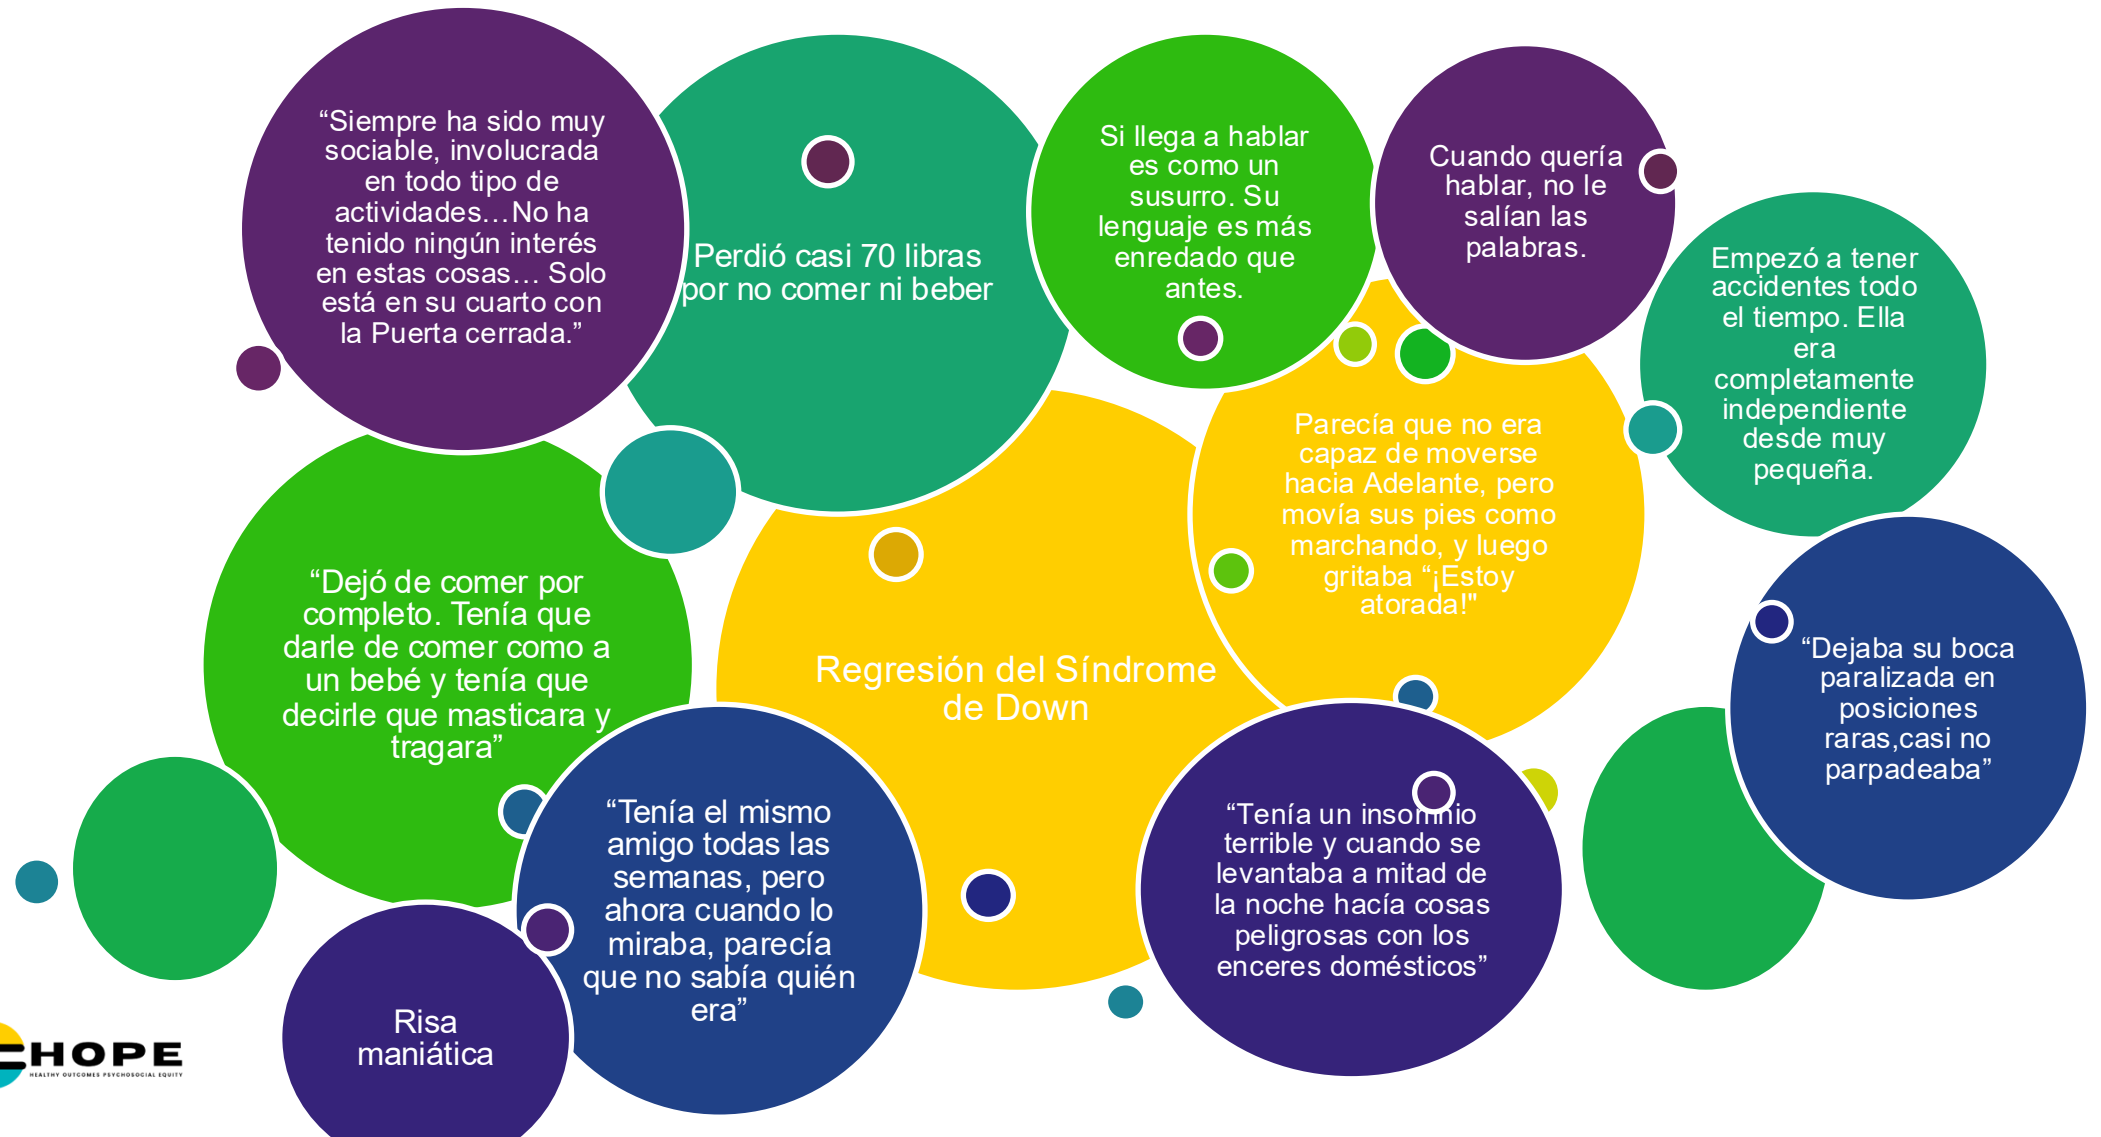 “Siempre ha sido muy
sociable, involucrada
en todo tipo de
actividades…No ha
tenido ningún interés
en estas cosas… Solo
está en su cuarto con
la Puerta cerrada.”
Perdió casi 70 libras
por no comer ni beber
Si llega a hablar
es como un
susurro. Su
lenguaje es más
enredado que
antes.
Cuando quería
hablar, no le
salían las
palabras.
Empezó a tener
accidentes todo
el tiempo. Ella
era
completamente
independiente
desde muy
pequeña.
Parecía que no era
capaz de moverse
hacia Adelante, pero
movía sus pies como
marchando, y luego
gritaba “¡Estoy
atorada!"
“Dejó de comer por
completo. Tenía que
darle de comer como a
un bebé y tenía que
decirle que masticara y
tragara”
Regresión del Síndrome
de Down
“Dejaba su boca
paralizada en
posiciones
raras,casi no
parpadeaba”
“Tenía el mismo
amigo todas las
semanas, pero
ahora cuando lo
miraba, parecía
que no sabía quién
era”
“Tenía un insomnio
terrible y cuando se
levantaba a mitad de
la noche hacía cosas
peligrosas con los
enceres domésticos”
Risa
maniática
HOPE
HEALTHY OUTCOMES PSYCHOSOCIAL EQUITY